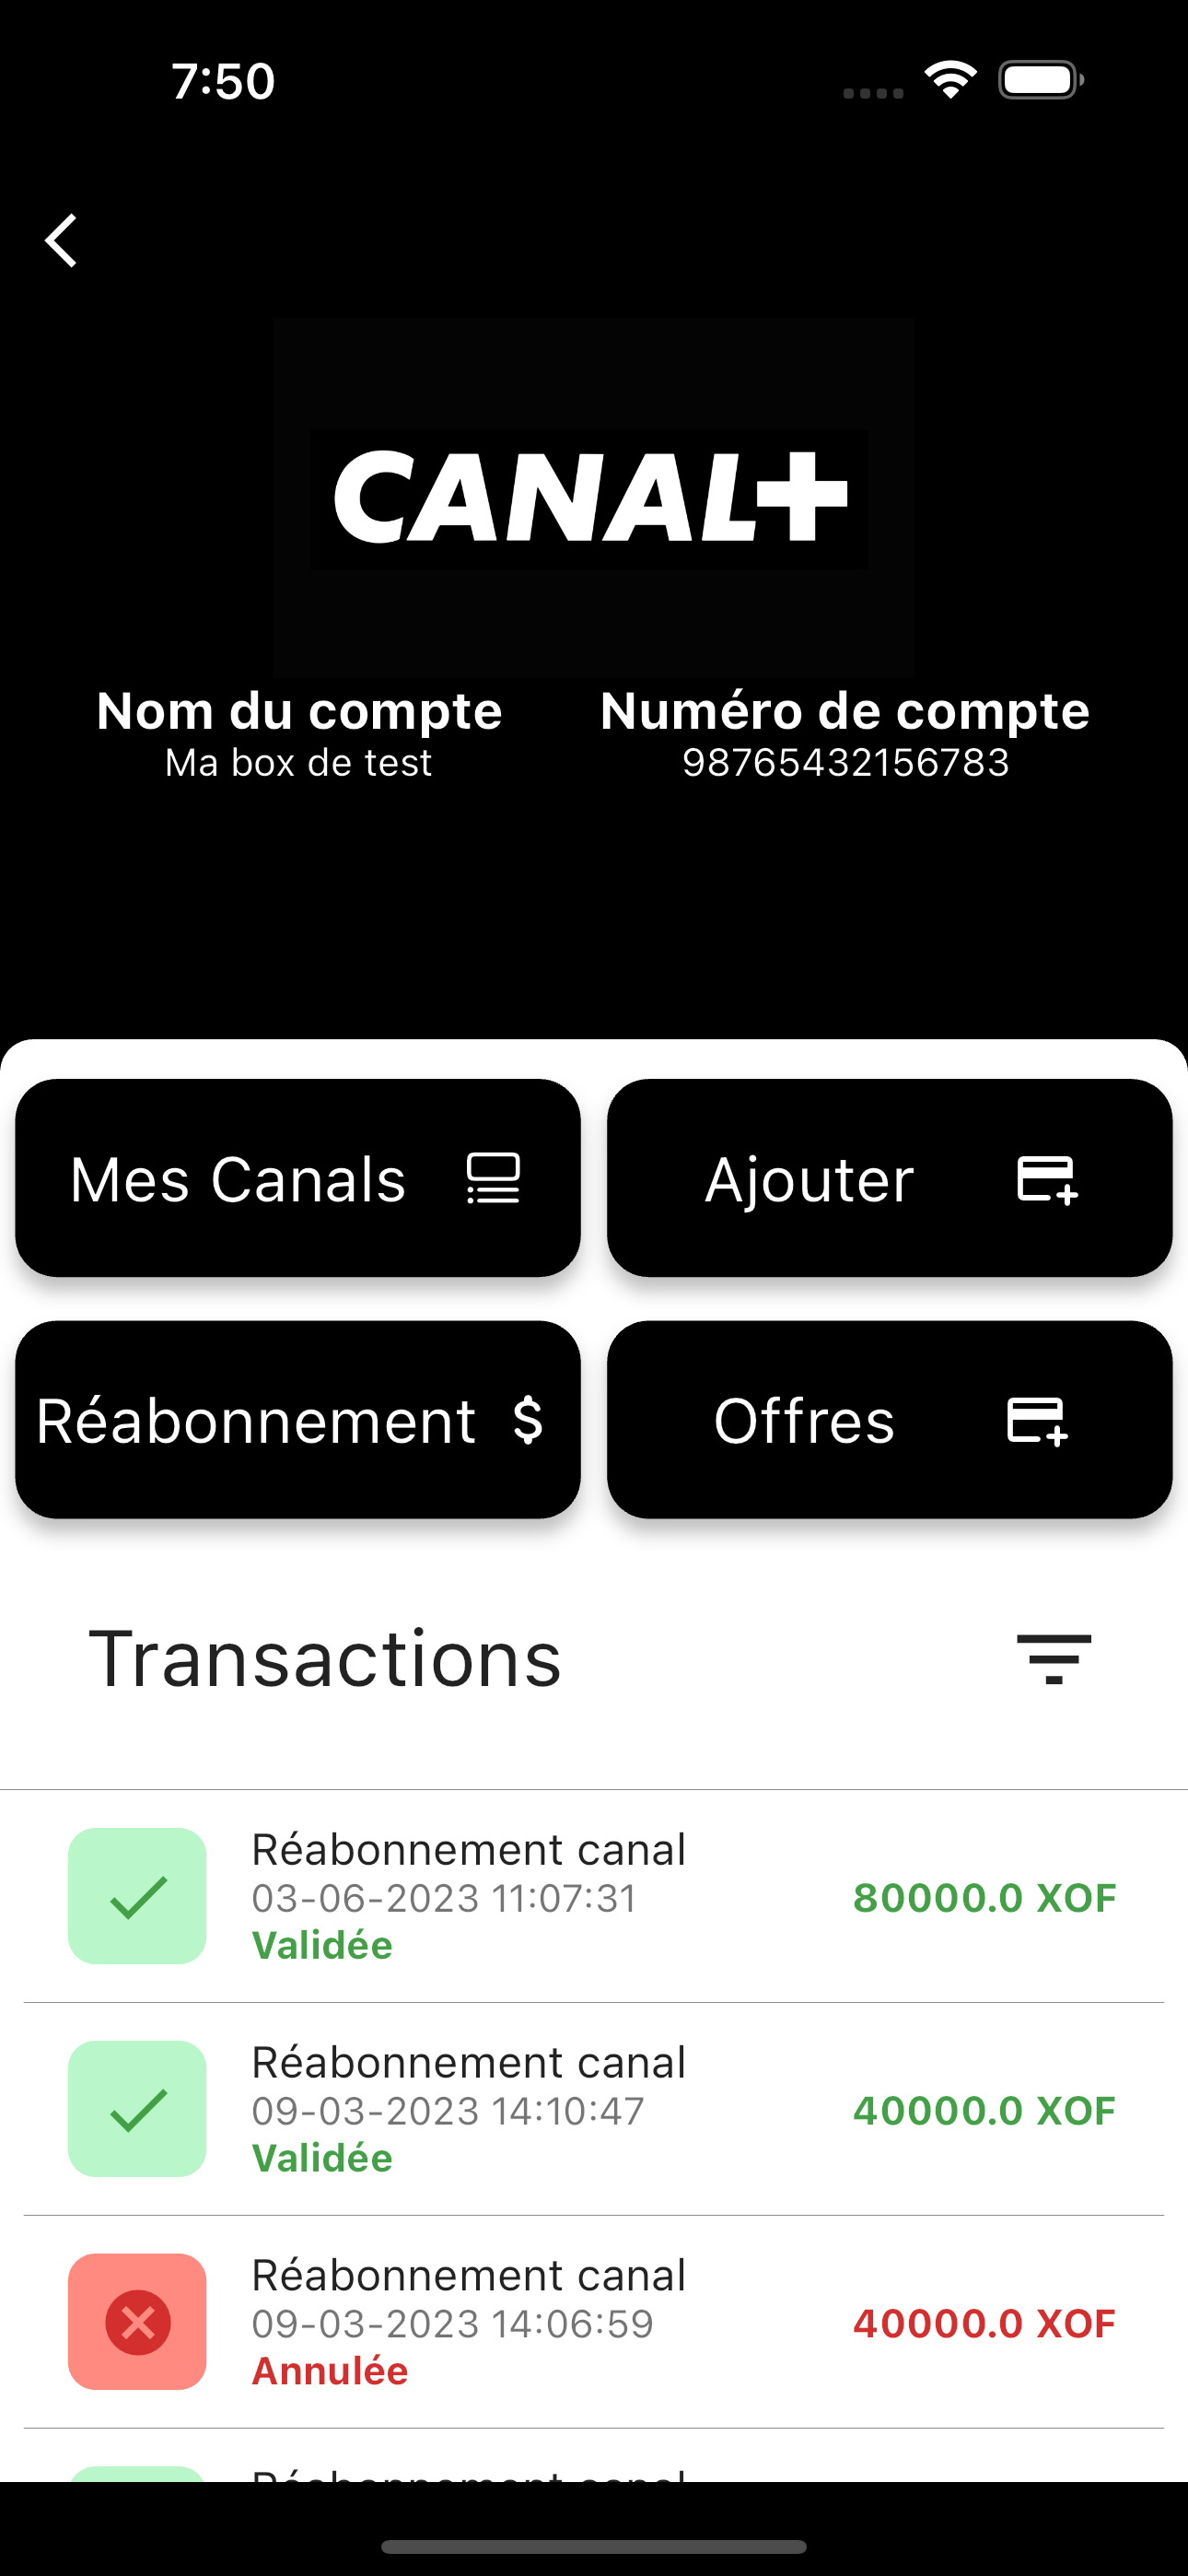 7:50
CANAL+
Nom du compte
Numéro de compte
Ma box de test
98765432156783
Mes Canals
Ajouter
Réabonnement $
Offres
Transactions
Réabonnement canal
03-06-2023 11:07:31
80000.0 XOF
Validée
Réabonnement canal
09-03-2023 14:10:47
40000.0 XOF
Validée
Réabonnement canal
09-03-2023 14:06:59
40000.0 XOF
Annulée
Réabonnement canal